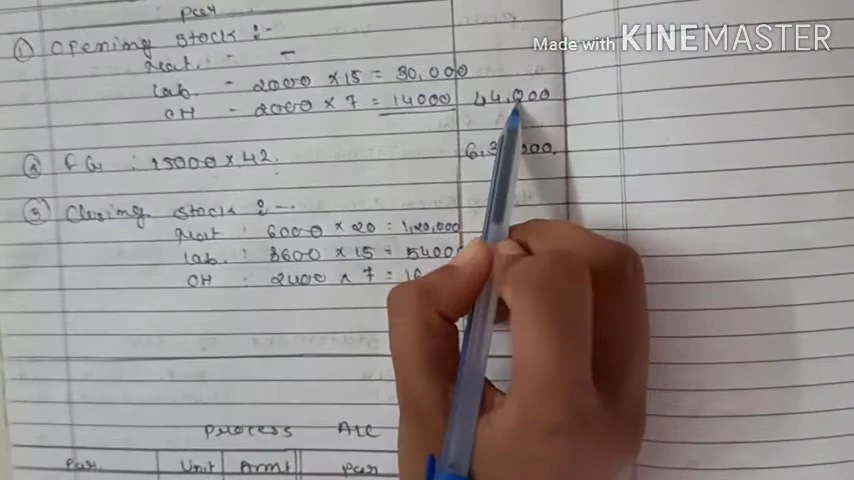 par
Made with KINEMASTER
① Opening Stock :-
Mat. - -
Lab. - 2000 × 15 = 30,000
OH - 2000 × 7 = 14000 44,000
② FG : 15000 × 42.
③ Closing Stock :-
Mat : 6000 × 20 = 1,20,000
Lab. : 3600 × 15 = 5400
OH : 2400 × 7 =
Process A/C
Par. Unit Amt Par